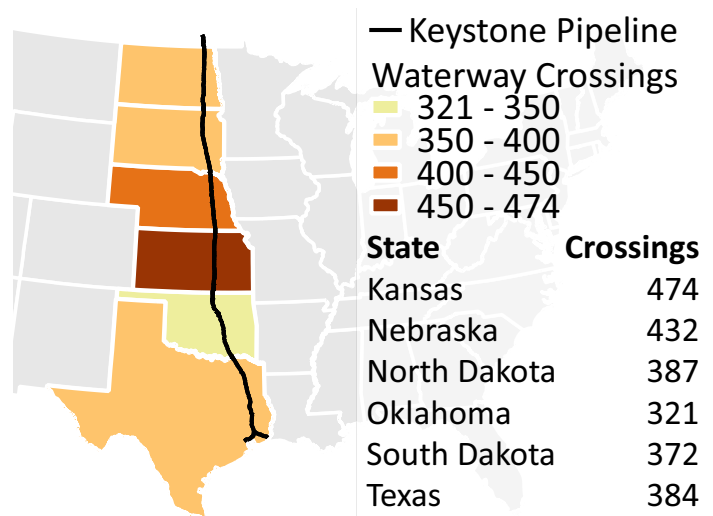 Keystone Pipeline
Waterway Crossings
321 - 350
350 - 400
400 - 450
450 - 474
State Crossings
Kansas 474
Nebraska 432
North Dakota 387
Oklahoma 321
South Dakota 372
Texas 384